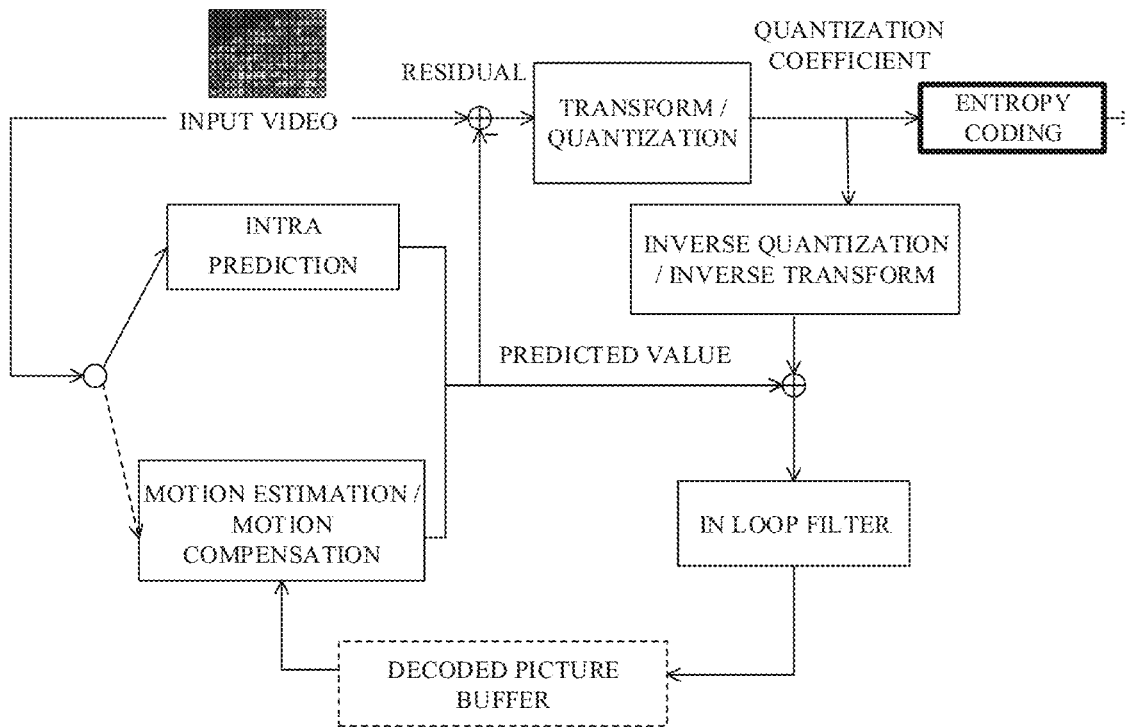 QUANTIZATION
COEFFICIENT
RESIDUAL
TRANSFORM /
QUANTIZATION
ENTROPY
CODING
INPUT VIDEO
INTRA
PREDICTION
INVERSE QUANTIZATION
/ INVERSE TRANSFORM
PREDICTED VALUE
MOTION ESTIMATION /
MOTION
COMPENSATION
IN LOOP FILTER
DECODED PICTURE
BUFFER